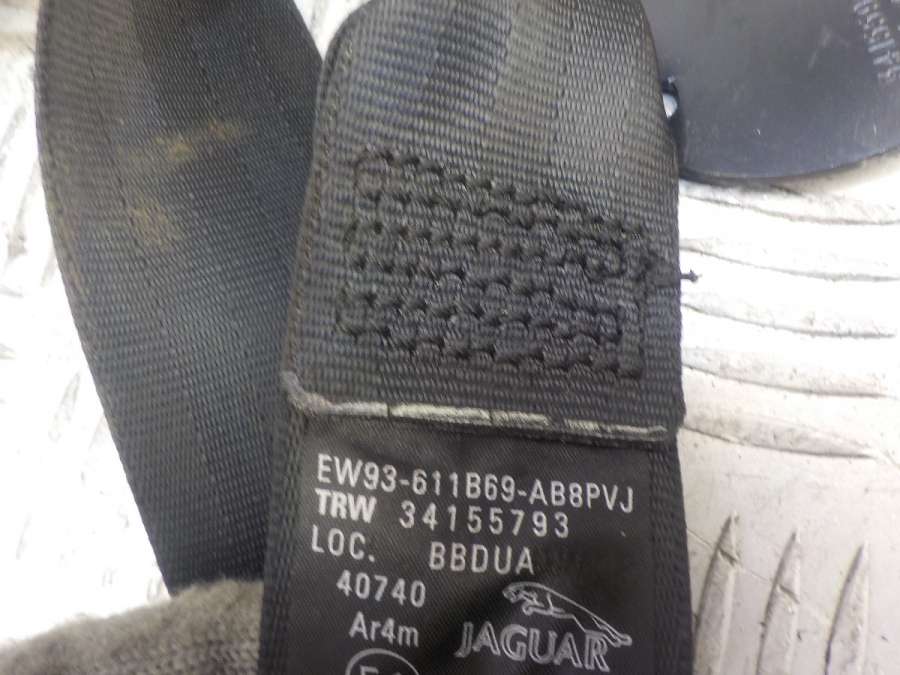 EW93-611B69-AB8PVJ
TRW 34155793
LOC. BBDUA
40740
Ar4m
JAGUAR